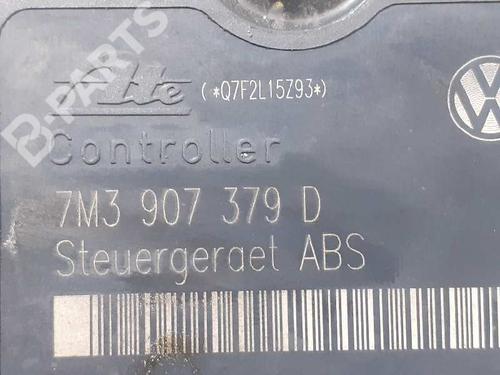 B-PARTS
Ate (*Q7F2L15Z93*)
Controller
7M3 907 379 D
Steuergeraet ABS